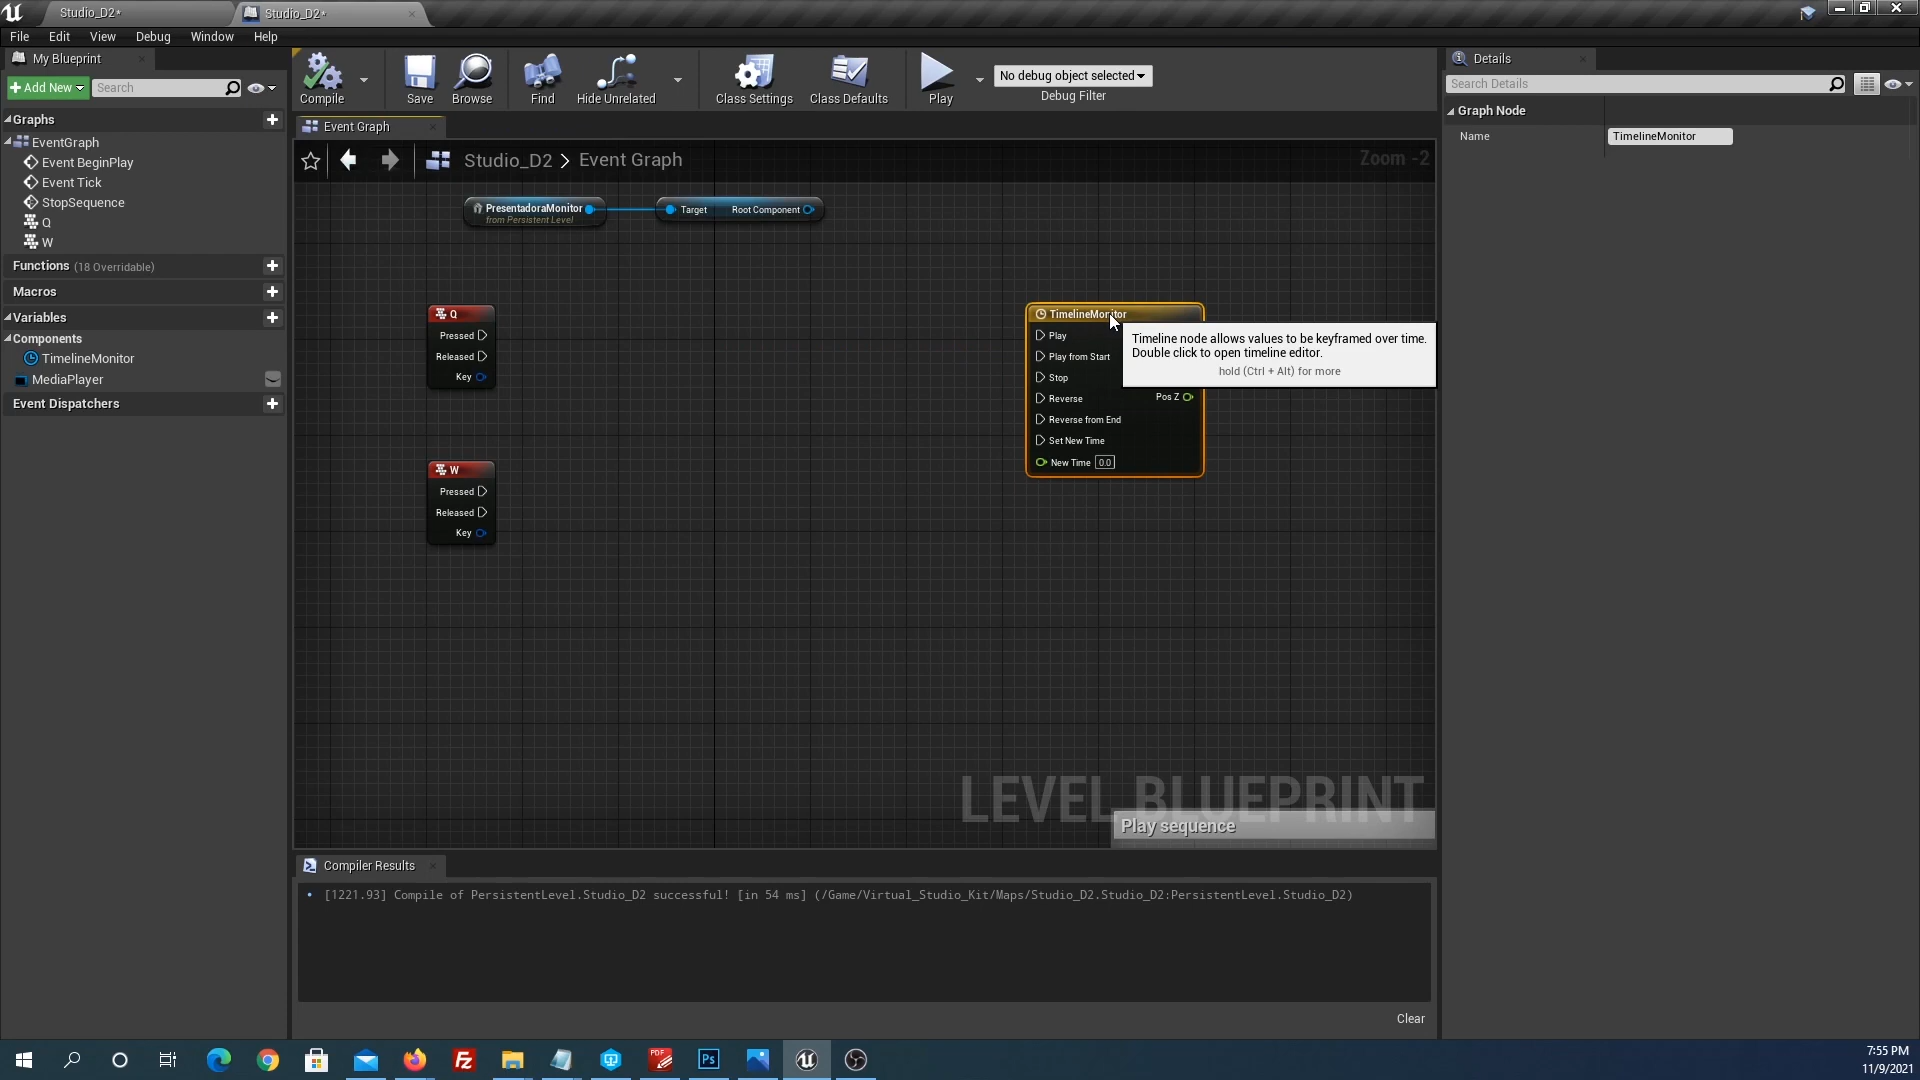 Studio_D2*
Studio_D2*
File Edit View Debug Window Help
My Blueprint
Add New
Search
Graphs
EventGraph
Event BeginPlay
Event Tick
StopSequence
Q
W
Functions (18 Overridable)
Macros
Variables
Components
TimelineMonitor
MediaPlayer
Event Dispatchers
Compile
Save
Browse
Find
Hide Unrelated
Class Settings
Class Defaults
Play
No debug object selected
Debug Filter
Event Graph
Studio_D2 > Event Graph
Zoom -2
PresentadoraMonitor
from Persistent Level
Target Root Component
Q
Pressed
Released
Key
W
Pressed
Released
Key
TimelineMonitor
Play
Play from Start
Stop
Reverse
Reverse from End
Set New Time
New Time 0.0
Pos Z
Timeline node allows values to be keyframed over time.
Double click to open timeline editor.
hold (Ctrl + Alt) for more
LEVEL BLUEPRINT
Play sequence
Compiler Results
[1221.93] Compile of PersistentLevel.Studio_D2 successful! [in 54 ms] (/Game/Virtual_Studio_Kit/Maps/Studio_D2.Studio_D2:PersistentLevel.Studio_D2)
Clear
Details
Search Details
Graph Node
Name TimelineMonitor
Fz
PDF
Ps
7:55 PM
11/9/2021